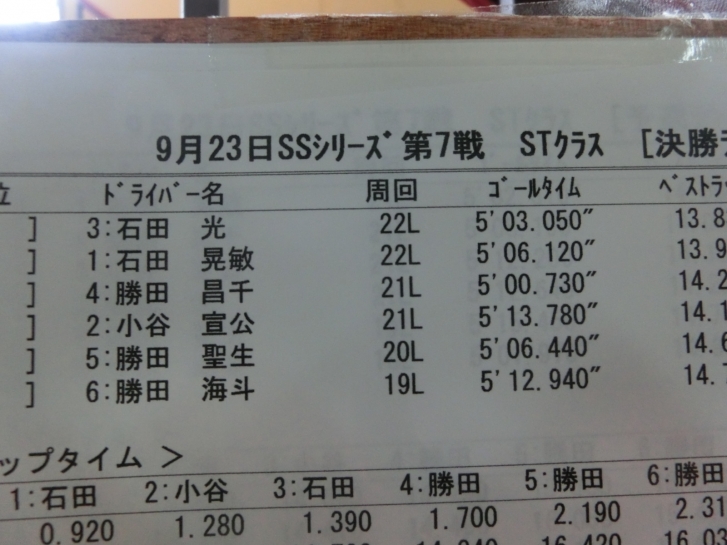 9月23日SSシリーズ 第7戦 STクラス [決勝
位 ドライバー名 周回 ゴールタイム ベストラッ
] 3:石田 光 22L 5'03.050" 13.8
] 1:石田 晃敏 22L 5'06.120" 13.9
] 4:勝田 昌千 21L 5'00.730" 14.2
] 2:小谷 宣公 21L 5'13.780" 14.1
] 5:勝田 聖生 20L 5'06.440" 14.6
] 6:勝田 海斗 19L 5'12.940" 14.7
ップタイム >
1:石田 2:小谷 3:石田 4:勝田 5:勝田 6:勝田
0.920 1.280 1.390 1.700 2.190 2.31